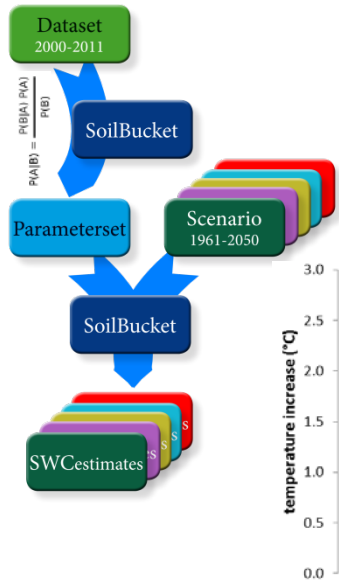 Dataset
2000-2011
P(A|B) = P(B|A) P(A)
P(B)
SoilBucket
Parameterset
Scenario
1961-2050
SoilBucket
SWCestimates
es
s
s
s
temperature increase (°C)
3.0
2.5
2.0
1.5
1.0
0.5
0.0